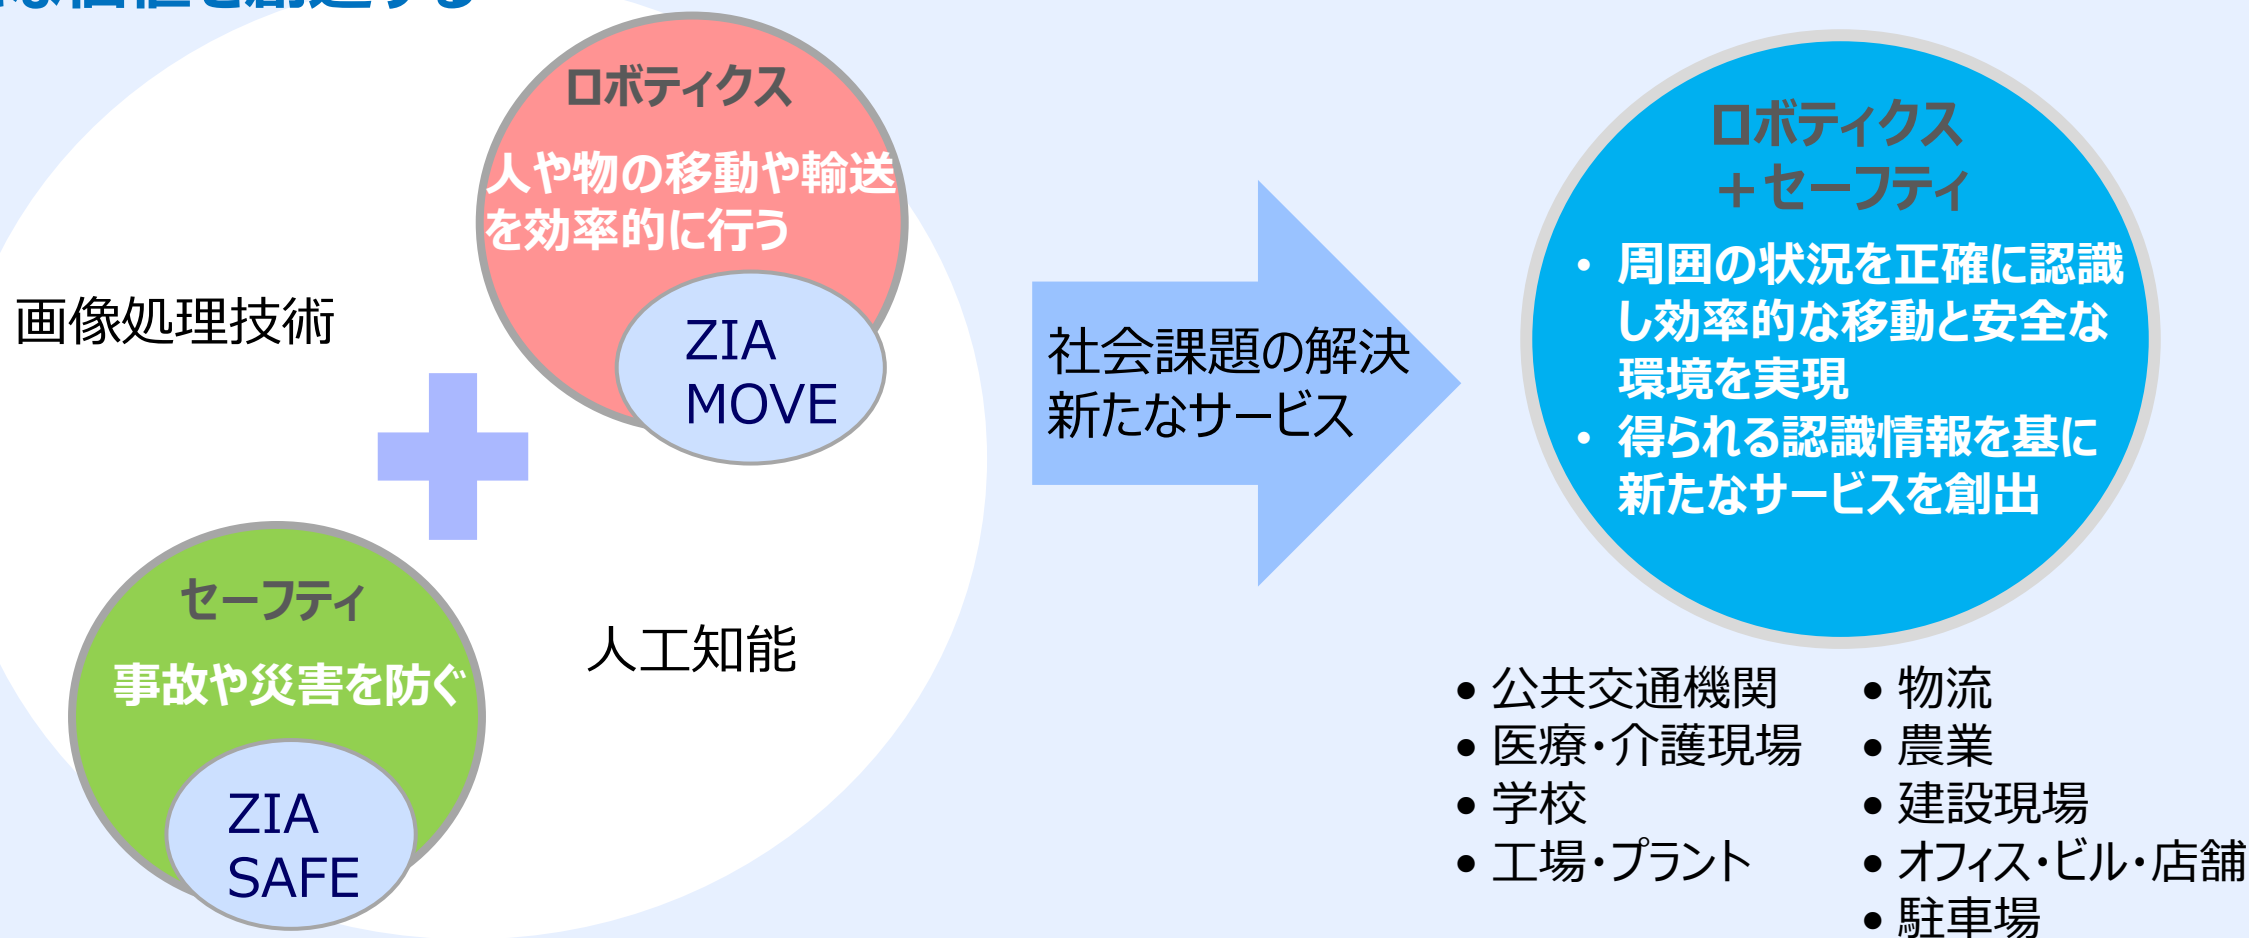 な価値を創造する
ロボティクス
人や物の移動や輸送
を効率的に行う
ZIA
MOVE
画像処理技術
セーフティ
事故や災害を防ぐ
ZIA
SAFE
人工知能
社会課題の解決
新たなサービス
ロボティクス
+セーフティ
• 周囲の状況を正確に認識
し効率的な移動と安全な
環境を実現
• 得られる認識情報を基に
新たなサービスを創出
• 公共交通機関
• 医療・介護現場
• 学校
• 工場・プラント
• 物流
• 農業
• 建設現場
• オフィス・ビル・店舗
• 駐車場